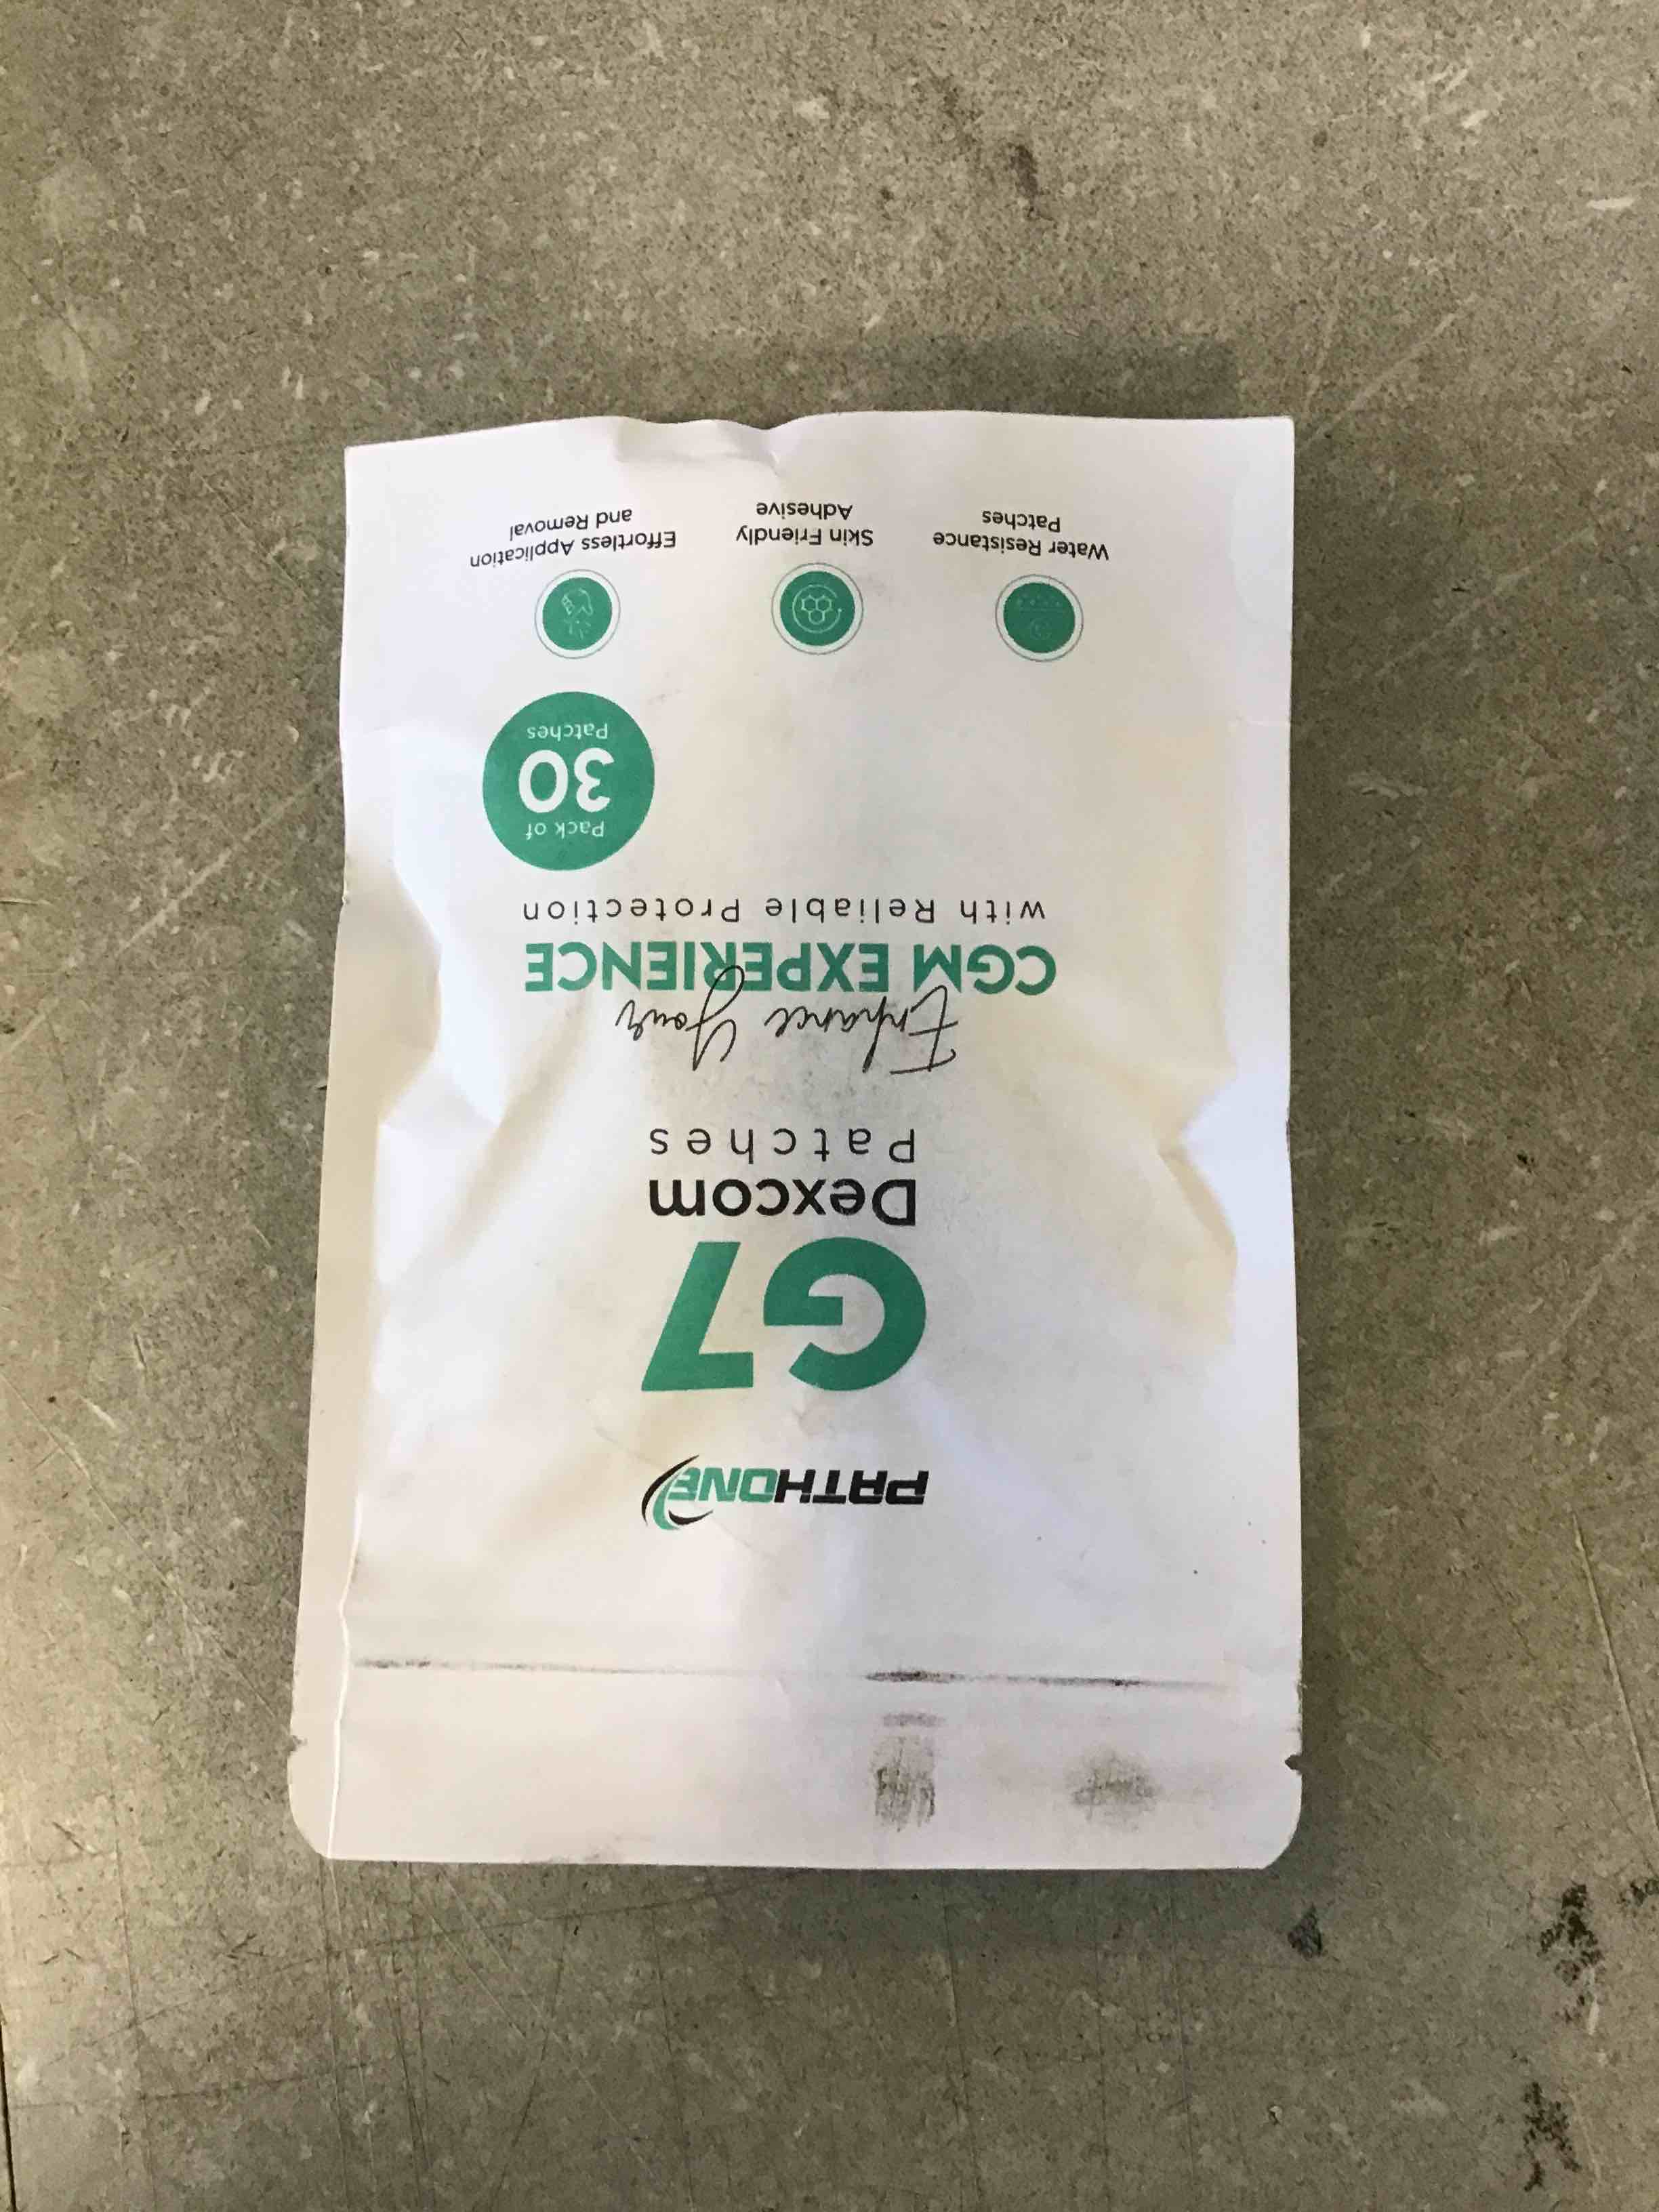 PATHONE
G7
Dexcom
Patches
Enhance Your
CGM EXPERIENCE
with Reliable Protection
Pack of
30
Patches
Water Resistance
Patches
Skin Friendly
Adhesive
Effortless Application
and Removal